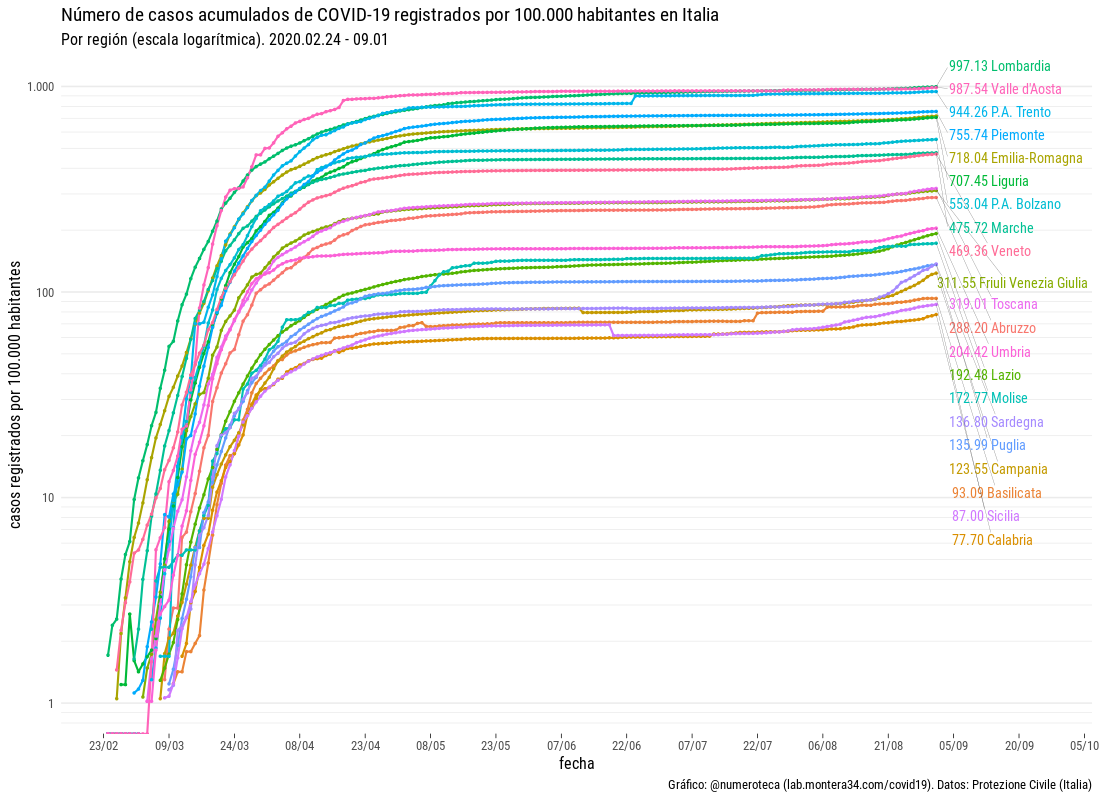 Número de casos acumulados de COVID-19 registrados por 100.000 habitantes en Italia
Por región (escala logarítmica). 2020.02.24 - 09.01
casos registrados por 100.000 habitantes
1.000
100
10
1
997.13 Lombardia
987.54 Valle d'Aosta
944.26 P.A. Trento
755.74 Piemonte
718.04 Emilia-Romagna
707.45 Liguria
553.04 P.A. Bolzano
475.72 Marche
469.36 Veneto
311.55 Friuli Venezia Giulia
319.01 Toscana
288.20 Abruzzo
204.42 Umbria
192.48 Lazio
172.77 Molise
136.80 Sardegna
135.99 Puglia
123.55 Campania
93.09 Basilicata
87.00 Sicilia
77.70 Calabria
23/02 09/03 24/03 08/04 23/04 08/05 23/05 07/06 22/06 07/07 22/07 06/08 21/08 05/09 20/09 05/10
fecha
Gráfico: @numeroteca (lab.montera34.com/covid19). Datos: Protezione Civile (Italia)